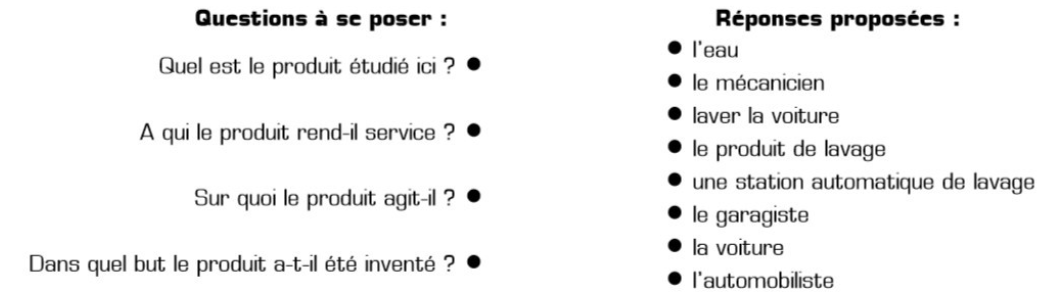 Questions à se poser :
Quel est le produit étudié ici ? ●
A qui le produit rend-il service ? ●
Sur quoi le produit agit-il ? ●
Dans quel but le produit a-t-il été inventé ? ●
Réponses proposées :
● l'eau
● le mécanicien
● laver la voiture
● le produit de lavage
● une station automatique de lavage
● le garagiste
● la voiture
● l'automobiliste